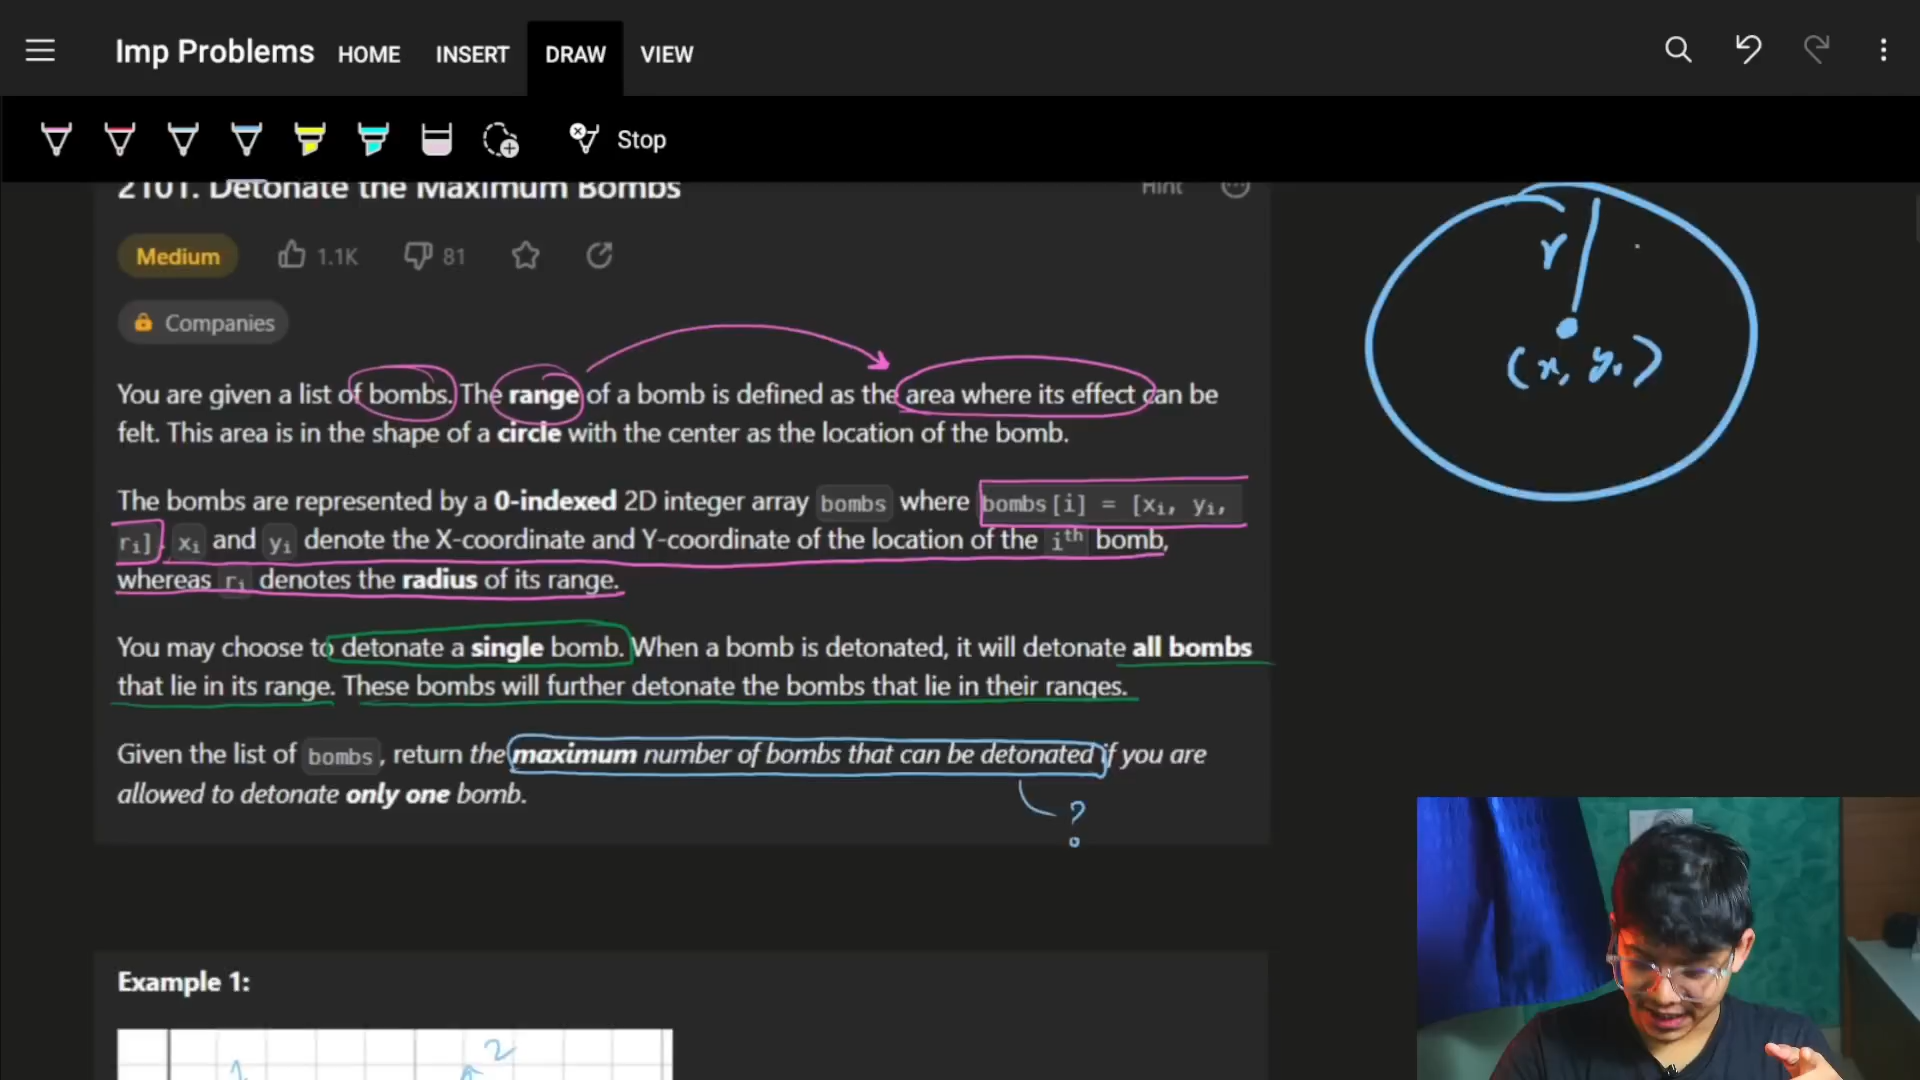 Imp Problems HOME INSERT DRAW VIEW
Stop
2101. Detonate the Maximum Bombs Hint
Medium 1.1K 81
Companies
You are given a list of bombs. The range of a bomb is defined as the area where its effect can be
felt. This area is in the shape of a circle with the center as the location of the bomb.
The bombs are represented by a 0-indexed 2D integer array bombs where bombs[i] = [xi, yi,
ri]. xi and yi denote the X-coordinate and Y-coordinate of the location of the ith bomb,
whereas ri denotes the radius of its range.
You may choose to detonate a single bomb. When a bomb is detonated, it will detonate all bombs
that lie in its range. These bombs will further detonate the bombs that lie in their ranges.
Given the list of bombs, return the maximum number of bombs that can be detonated if you are
allowed to detonate only one bomb.
?
Example 1:
2
r
(x, y)